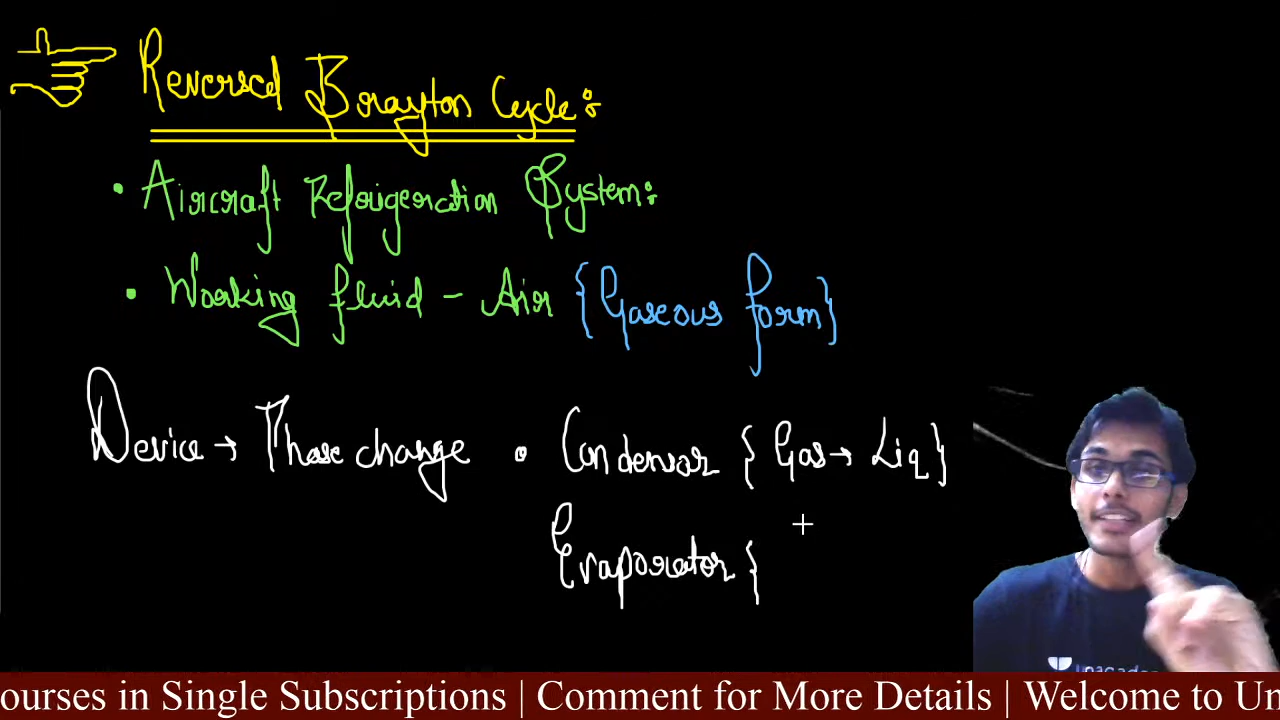 Reversed Brayton Cycle:
• Aircraft Refrigeration System:
• Working fluid - Air {Gaseous form}
Device → Phase change • Condensor {Gas → Liq}
Evaporator {
ourses in Single Subscriptions | Comment for More Details | Welcome to Un